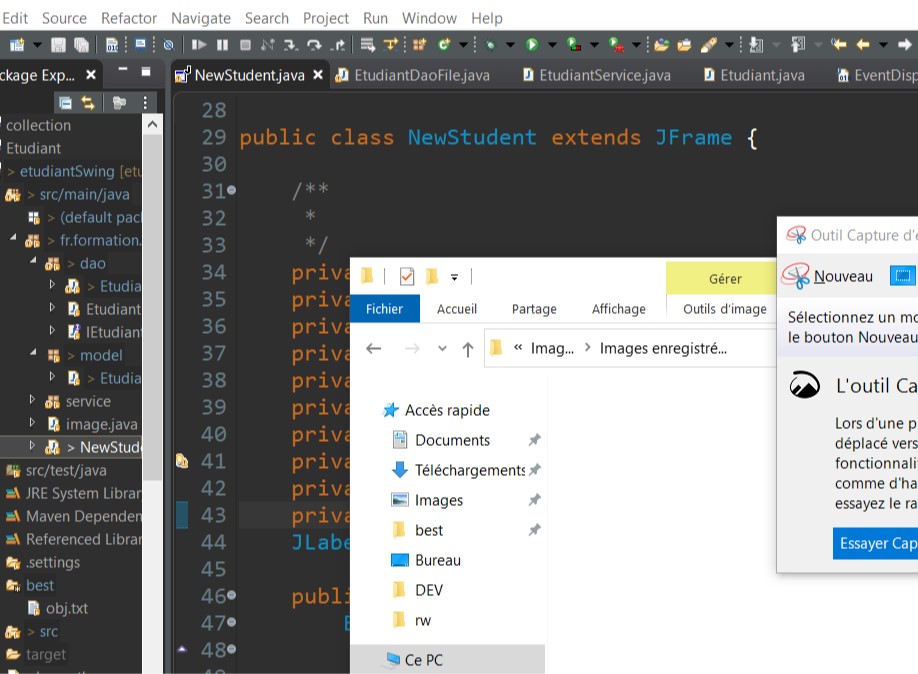 Edit Source Refactor Navigate Search Project Run Window Help
ckage Exp...
NewStudent.java
EtudiantDaoFile.java
EtudiantService.java
Etudiant.java
EventDisp
collection
Etudiant
> etudiantSwing [etu
> src/main/java
> (default pac
> fr.formation.
> dao
> Etudia
Etudiant
IEtudian
> model
> Etudia
service
image.java
> NewStude
src/test/java
JRE System Librar
Maven Dependen
Referenced Librar
.settings
best
obj.txt
> src
target
28
29 public class NewStudent extends JFrame {
30
31 /**
32 *
33 */
34 priva
35 priva
36 priva
37 priva
38 priva
39 priva
40 priva
41 priva
42 priva
43 priva
44 JLabe
45
46 publi
47
48
Gérer
Fichier Accueil Partage Affichage Outils d'image
« Imag... > Images enregistré...
Accès rapide
Documents
Téléchargements
Images
best
Bureau
DEV
rw
Ce PC
Outil Capture d'é
Nouveau
Sélectionnez un mo
le bouton Nouveau
L'outil Ca
Lors d'une p
déplacé vers
fonctionnali
comme d'ha
essayez le ra
Essayer Cap